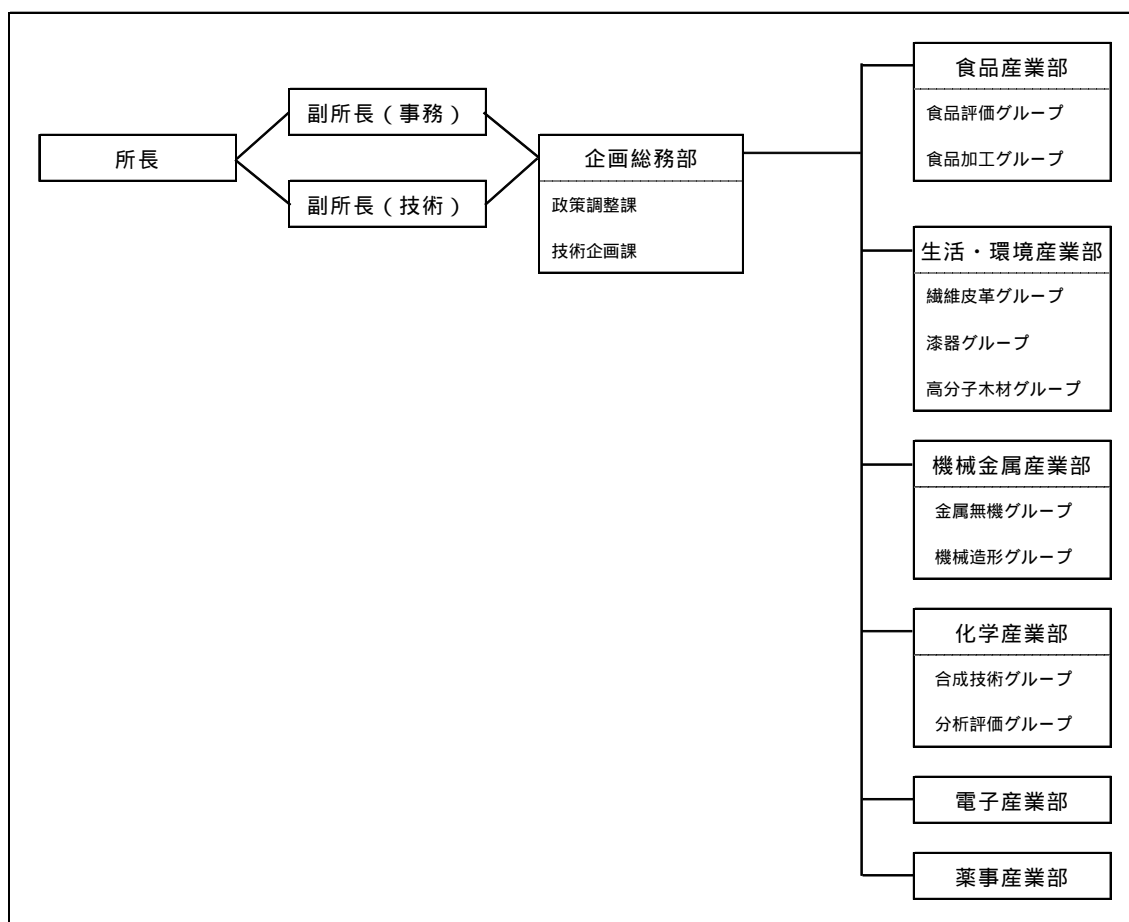 所長
副所長（事務）
副所長（技術）
企画総務部
政策調整課
技術企画課
食品産業部
食品評価グループ
食品加工グループ
生活・環境産業部
繊維皮革グループ
漆器グループ
高分子木材グループ
機械金属産業部
金属無機グループ
機械造形グループ
化学産業部
合成技術グループ
分析評価グループ
電子産業部
薬事産業部